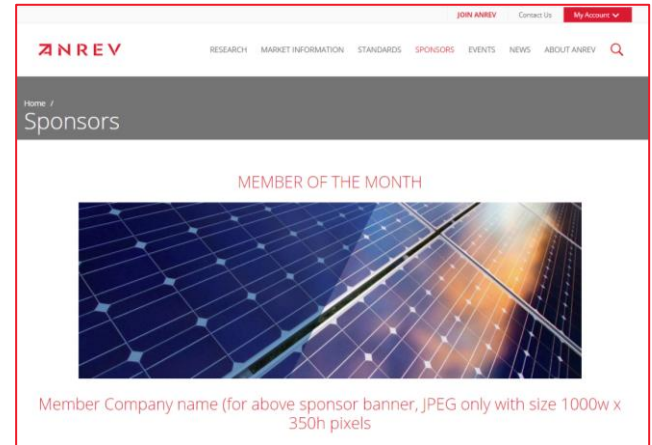 JOIN ANREV Contact Us My Account
ANREV
RESEARCH MARKET INFORMATION STANDARDS SPONSORS EVENTS NEWS ABOUT ANREV
Home /
Sponsors
MEMBER OF THE MONTH
Member Company name (for above sponsor banner, JPEG only with size 1000w x
350h pixels